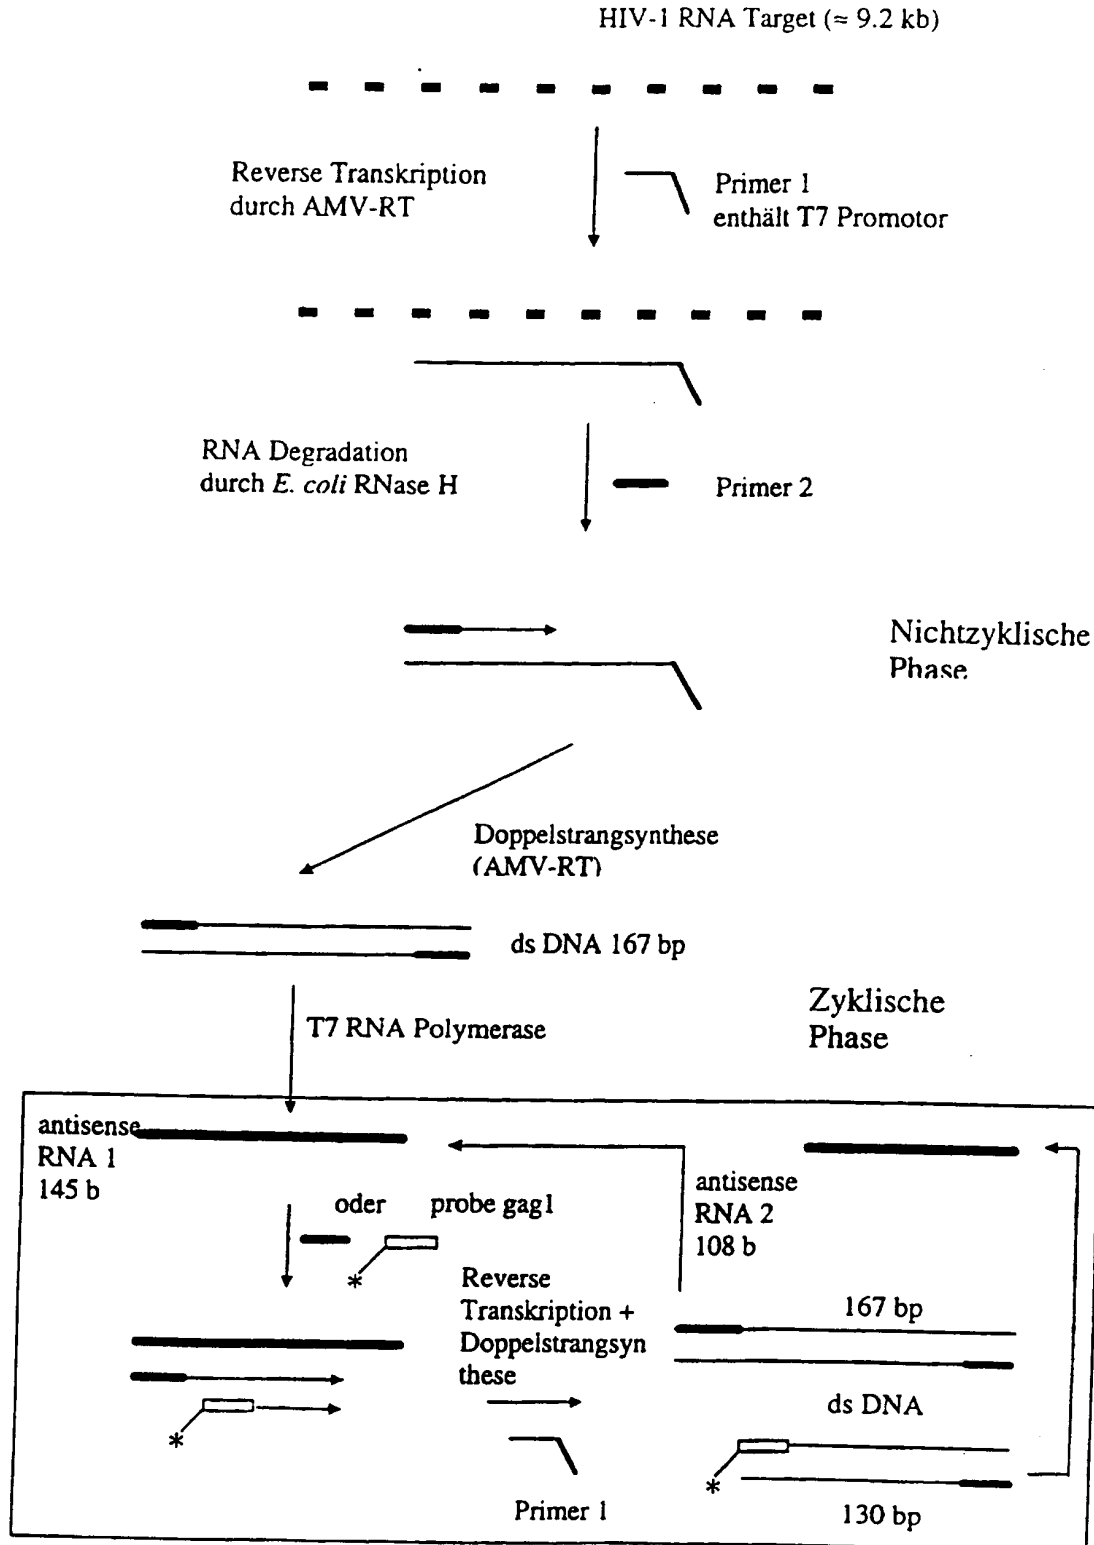 HIV-1 RNA Target (≈ 9.2 kb)
Reverse Transkription
durch AMV-RT
Primer 1
enthält T7 Promotor
RNA Degradation
durch E. coli RNase H
Primer 2
Nichtzyklische
Phase
Doppelstrangsynthese
(AMV-RT)
ds DNA 167 bp
T7 RNA Polymerase
Zyklische
Phase
antisense
RNA 1
145 b
oder probe gag1
*
antisense
RNA 2
108 b
Reverse
Transkription +
Doppelstrangsyn
these
167 bp
*
ds DNA
*
Primer 1
130 bp